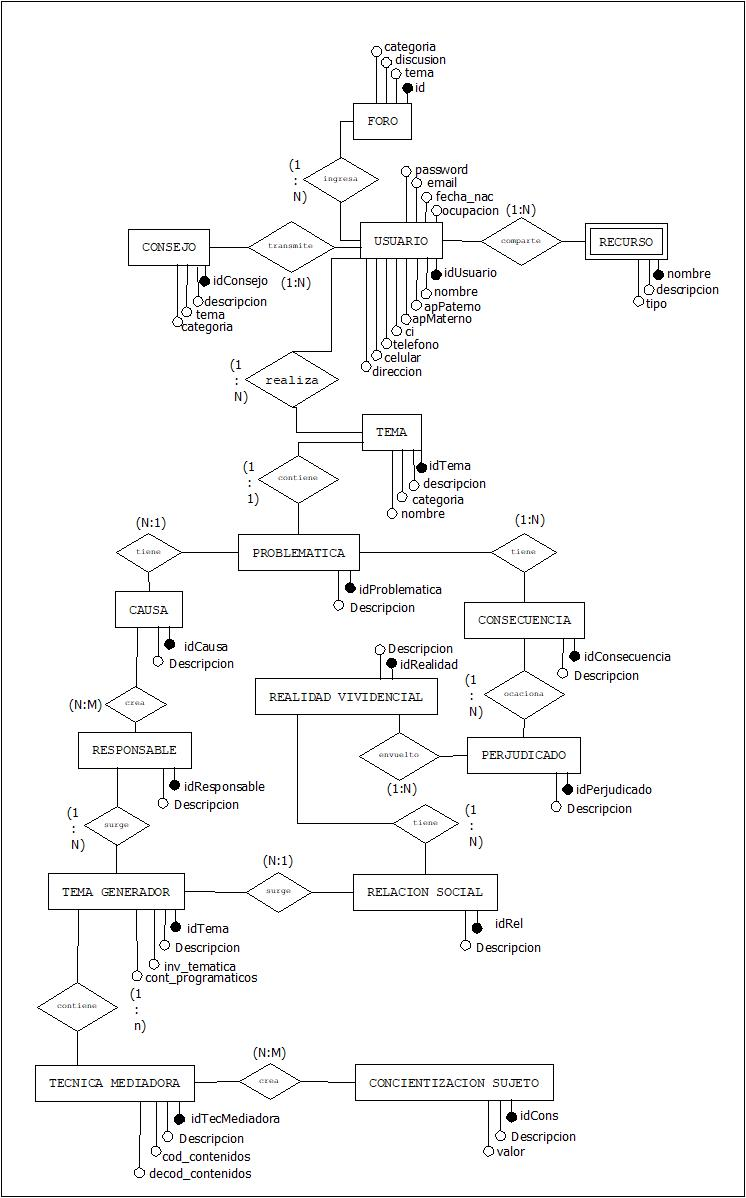 categoria
discusion
tema
id
FORO
(1
:
N)
ingresa
password
email
fecha_nac
ocupacion
(1:N)
CONSEJO
transmite
USUARIO
comparte
RECURSO
(1:N)
idConsejo
descripcion
tema
categoria
idUsuario
nombre
apPaterno
apMaterno
ci
telefono
celular
direccion
nombre
descripcion
tipo
(1
:
N)
realiza
TEMA
(1
:
1)
contiene
idTema
descripcion
categoria
nombre
(N:1)
tiene
PROBLEMATICA
(1:N)
tiene
idProblematica
Descripcion
CAUSA
CONSECUENCIA
idCausa
Descripcion
idConsecuencia
Descripcion
Descripcion
idRealidad
REALIDAD VIVIDENCIAL
(1
:
N)
ocaciona
(N:M)
crea
RESPONSABLE
envuelto
(1:N)
PERJUDICADO
idResponsable
Descripcion
idPerjudicado
Descripcion
(1
:
N)
surge
tiene
(1
:
N)
(N:1)
TEMA GENERADOR
surge
RELACION SOCIAL
idTema
Descripcion
inv_tematica
cont_programaticos
idRel
Descripcion
contiene
(1
:
n)
(N:M)
TECNICA MEDIADORA
crea
CONCIENTIZACION SUJETO
idTecMediadora
Descripcion
cod_contenidos
decod_contenidos
idCons
Descripcion
valor